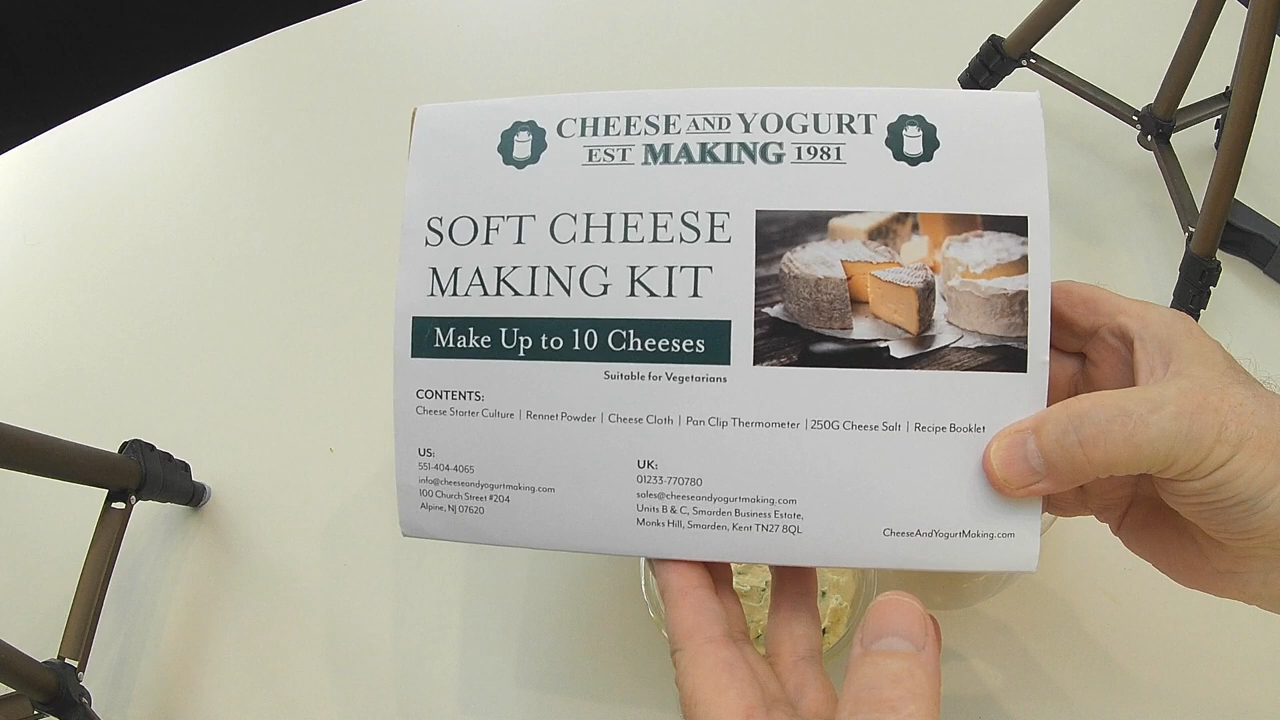 CHEESE AND YOGURT
EST MAKING 1981
SOFT CHEESE
MAKING KIT
Make Up to 10 Cheeses
Suitable for Vegetarians
CONTENTS:
Cheese Starter Culture | Rennet Powder | Cheese Cloth | Pan Clip Thermometer | 250G Cheese Salt | Recipe Booklet
US:
551-404-4065
info@cheeseandyogurtmaking.com
100 Church Street #204
Alpine, NJ 07620
UK:
01233-770780
sales@cheeseandyogurtmaking.com
Units B & C, Smarden Business Estate,
Monks Hill, Smarden, Kent TN27 8QL
CheeseAndYogurtMaking.com